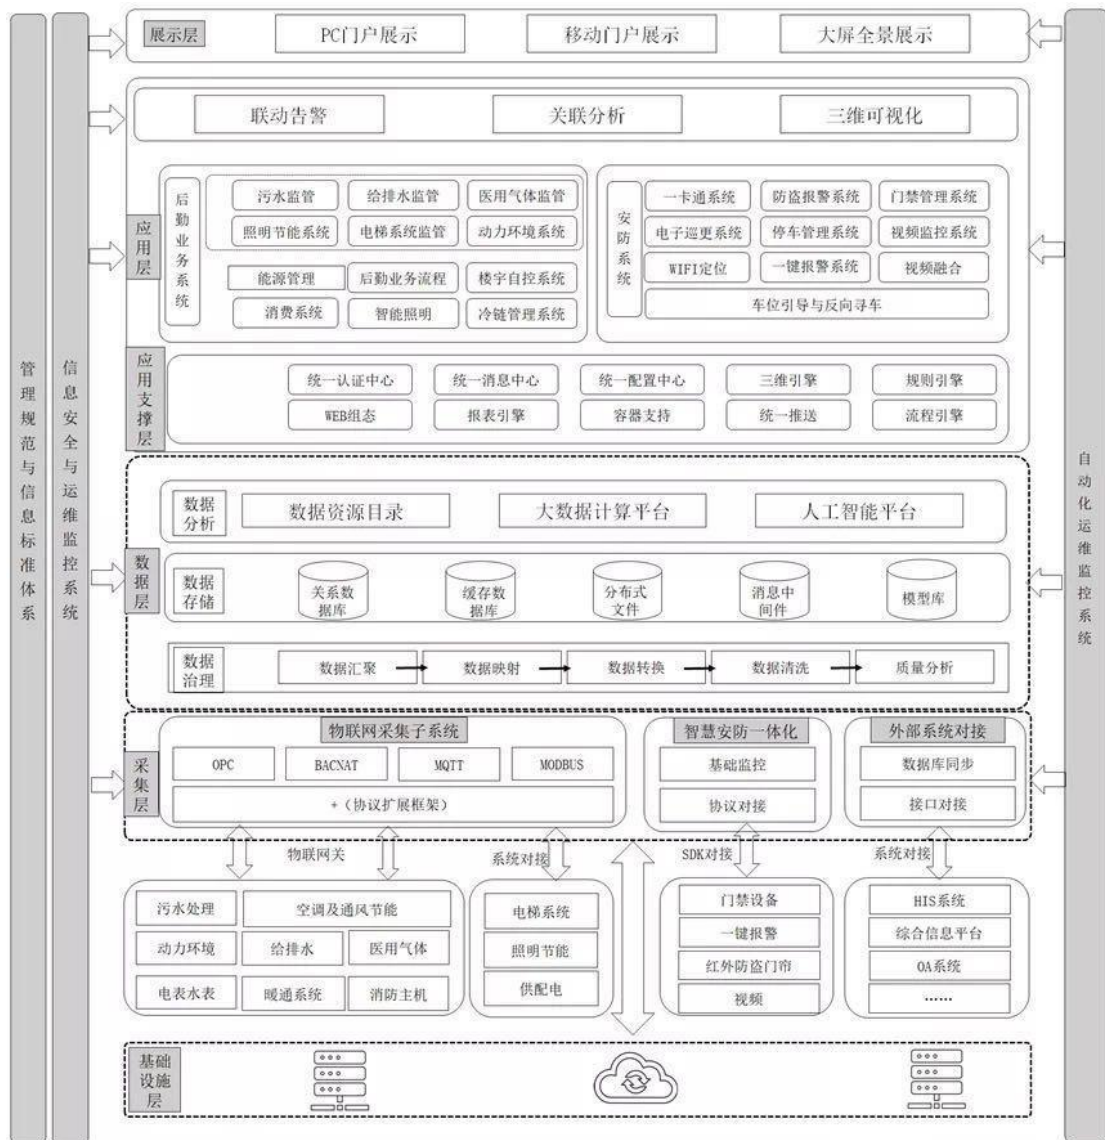 管理规范与信息标准体系
信息安全与运维监控系统
自动化运维监控系统
展示层
PC门户展示
移动门户展示
大屏全景展示
联动告警
关联分析
三维可视化
应用层
后勤业务系统
污水监管
给排水监管
医用气体监管
照明节能系统
电梯系统监管
动力环境系统
能源管理
后勤业务流程
楼宇自控系统
消费系统
智能照明
冷链管理系统
安防系统
一卡通系统
防盗报警系统
门禁管理系统
电子巡更系统
停车管理系统
视频监控系统
WIFI定位
一键报警系统
视频融合
车位引导与反向寻车
应用支撑层
统一认证中心
统一消息中心
统一配置中心
三维引擎
规则引擎
WEB组态
报表引擎
容器支持
统一推送
流程引擎
数据层
数据
分析
数据资源目录
大数据计算平台
人工智能平台
数据
存储
关系数
据库
缓存数
据库
分布式
文件
消息中
间件
模型库
数据
治理
数据汇聚
数据映射
数据转换
数据清洗
质量分析
采集层
物联网采集子系统
OPC
BACNAT
MQTT
MODBUS
+（协议扩展框架）
智慧安防一体化
基础监控
协议对接
外部系统对接
数据库同步
接口对接
物联网关
系统对接
SDK对接
系统对接
污水处理
空调及通风节能
动力环境
给排水
医用气体
电表水表
暖通系统
消防主机
电梯系统
照明节能
供配电
门禁设备
一键报警
红外防盗门帘
视频
HIS系统
综合信息平台
OA系统
……
基础
设施
层